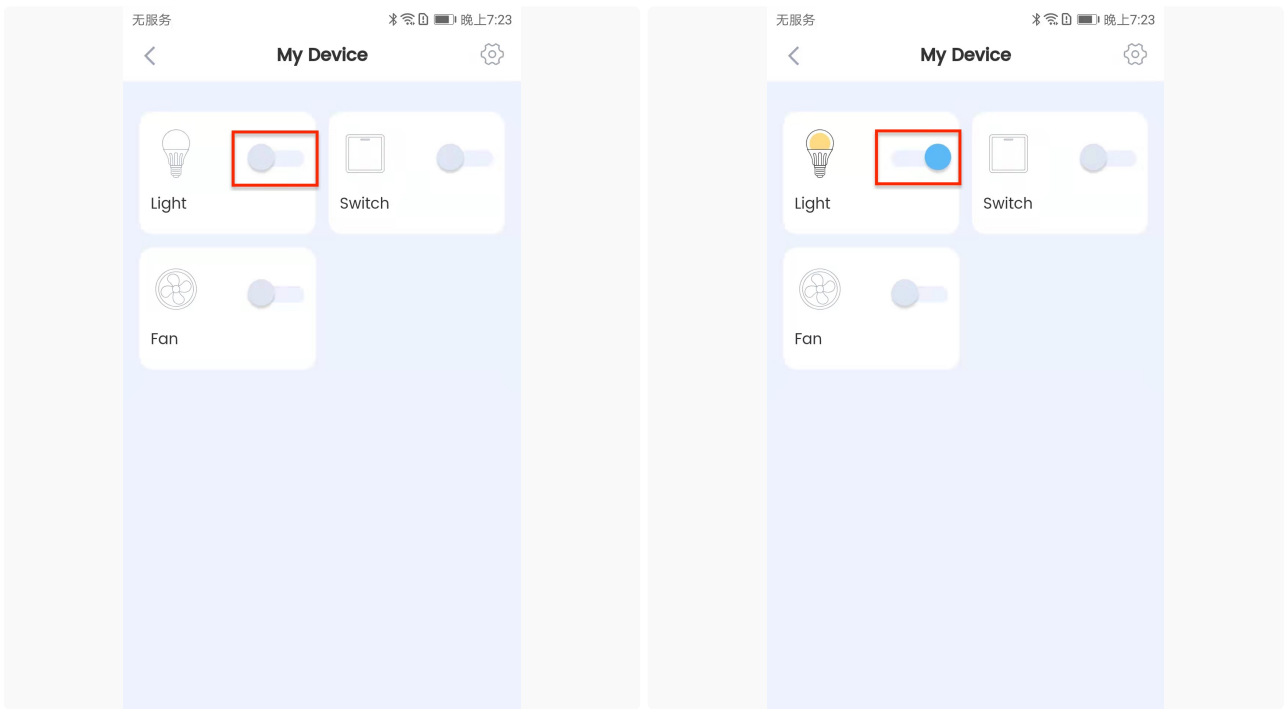 无服务 晚上7:23
My Device
Light Switch
Fan
无服务 晚上7:23
My Device
Light Switch
Fan